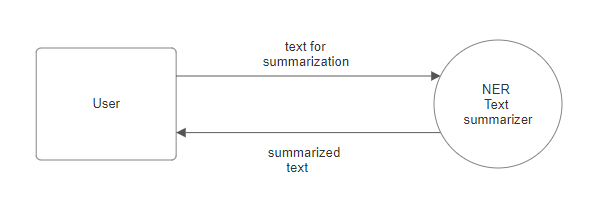 text for
summarization
User
NER
Text
summarizer
summarized
text